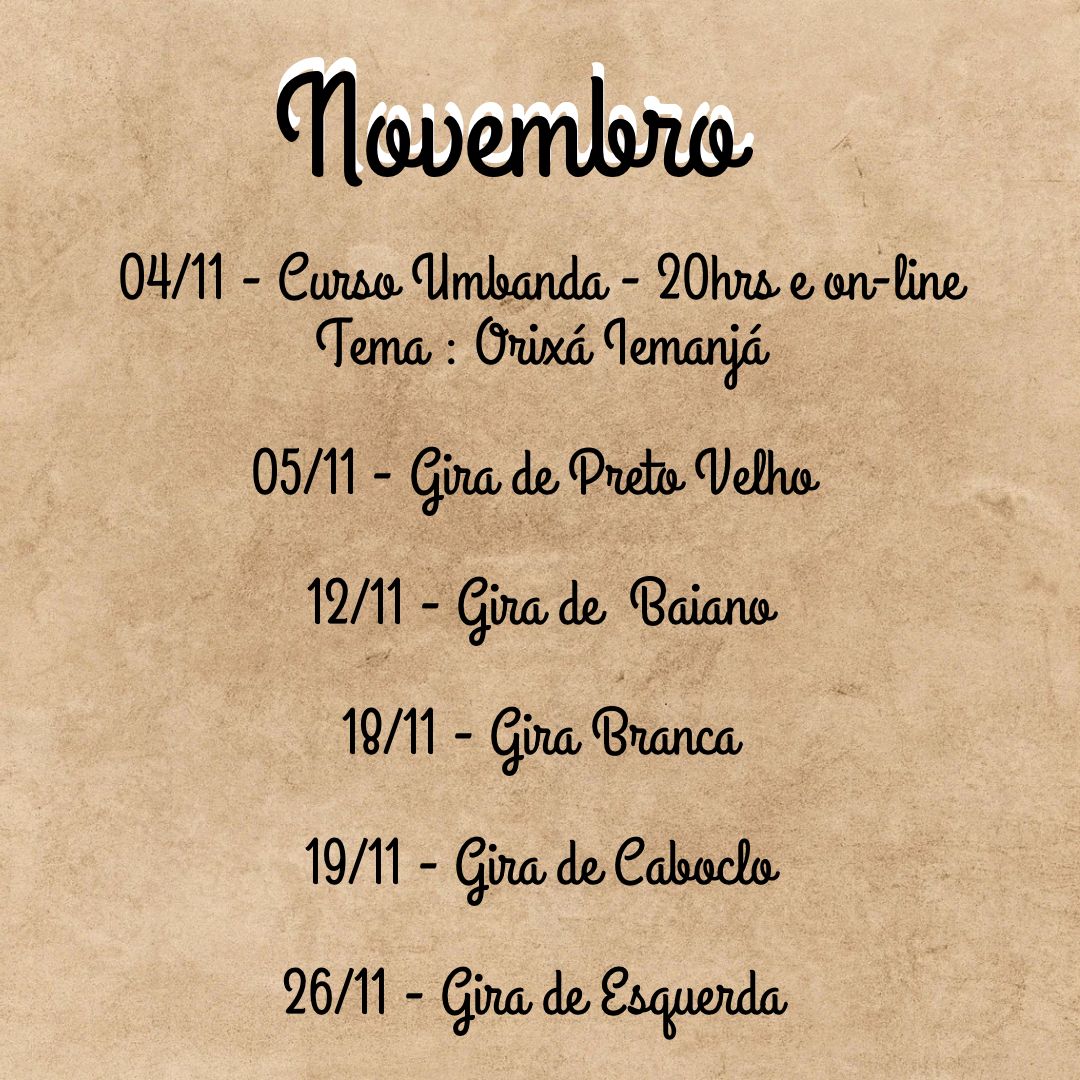 Novembro
04/11 - Curso Umbanda - 20hrs e on-line
Tema : Orixá Iemanjá
05/11 - Gira de Preto Velho
12/11 - Gira de Baiano
18/11 - Gira Branca
19/11 - Gira de Caboclo
26/11 - Gira de Esquerda